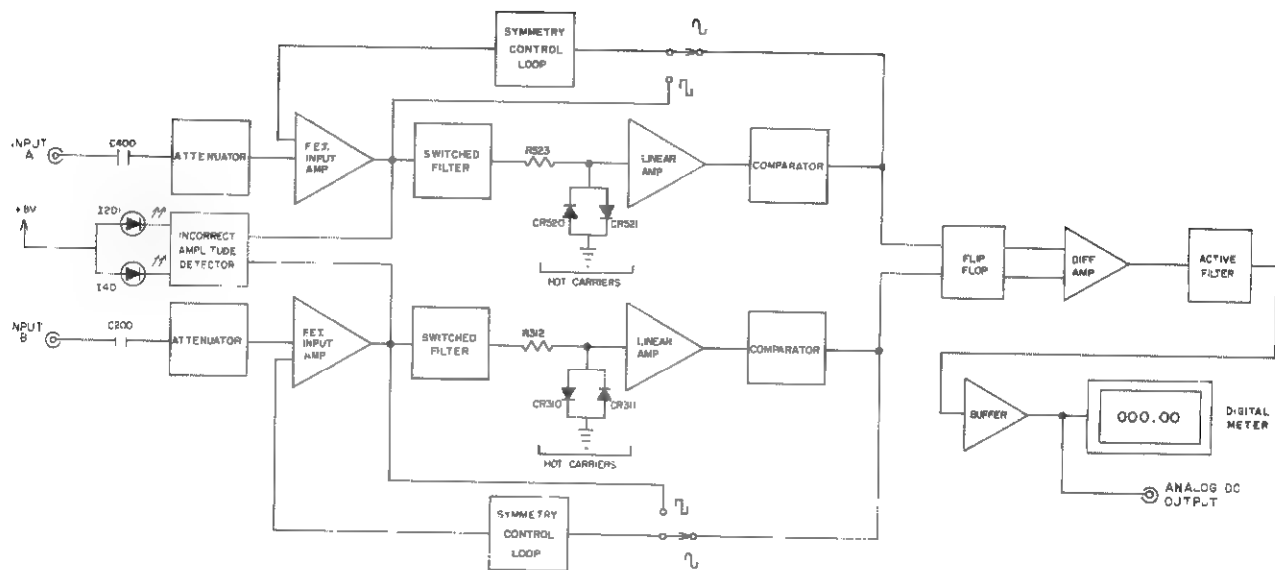 SYMMETRY
CONTROL
LOOP
INPUT
A
C400
ATTENUATOR
F.E.T.
INPUT
AMP
SWITCHED
FILTER
R523
LINEAR
AMP
COMPARATOR
CR520
CR521
HOT CARRIERS
+8V
INCORRECT
AMPLITUDE
DETECTOR
FLIP
FLOP
DIFF
AMP
ACTIVE
FILTER
INPUT
B
C200
ATTENUATOR
F.E.T.
INPUT
AMP
SWITCHED
FILTER
R312
LINEAR
AMP
COMPARATOR
CR310
CR311
HOT CARRIERS
BUFFER
000.00
DIGITAL
METER
ANALOG DC
OUTPUT
SYMMETRY
CONTROL
LOOP